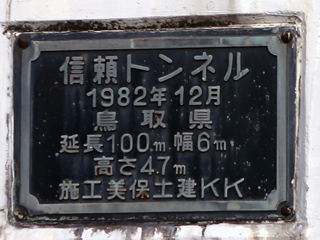 信頼トンネル
1982年12月
鳥取県
延長100m幅6m
高さ4.7m
施工美保土建KK